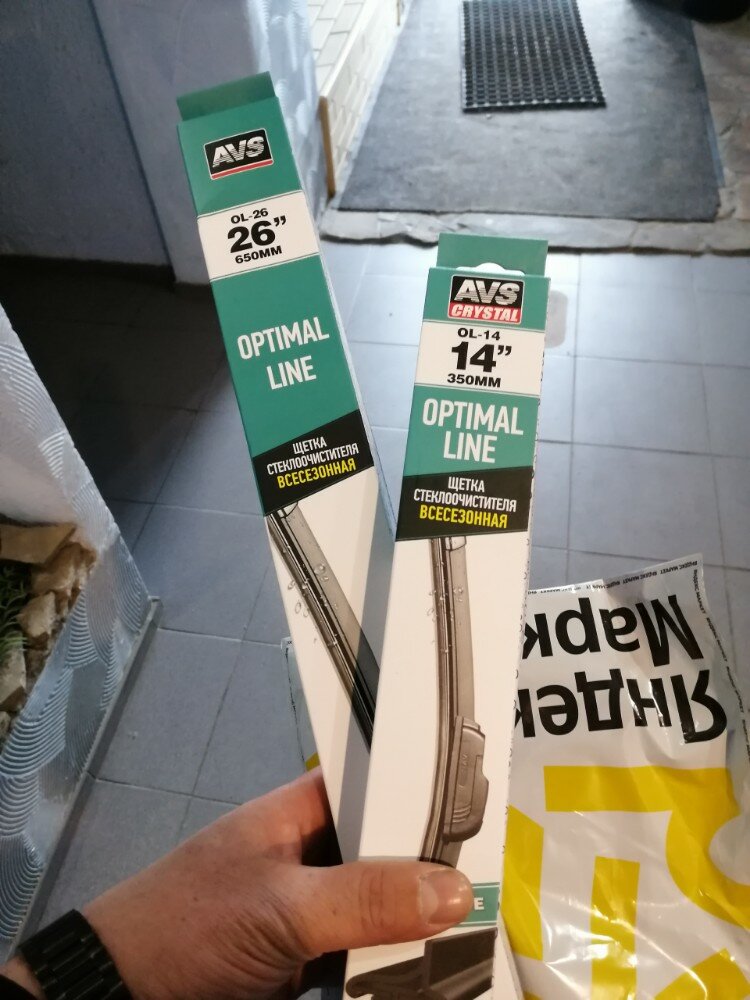 AVS
OL-26
26”
650MM
OPTIMAL
LINE
ЩЕТКА
СТЕКЛООЧИСТИТЕЛЯ
ВСЕСЕЗОННАЯ
AVS
CRYSTAL
OL-14
14”
350MM
OPTIMAL
LINE
ЩЕТКА
СТЕКЛООЧИСТИТЕЛЯ
ВСЕСЕЗОННАЯ
E
Яндек
Марк